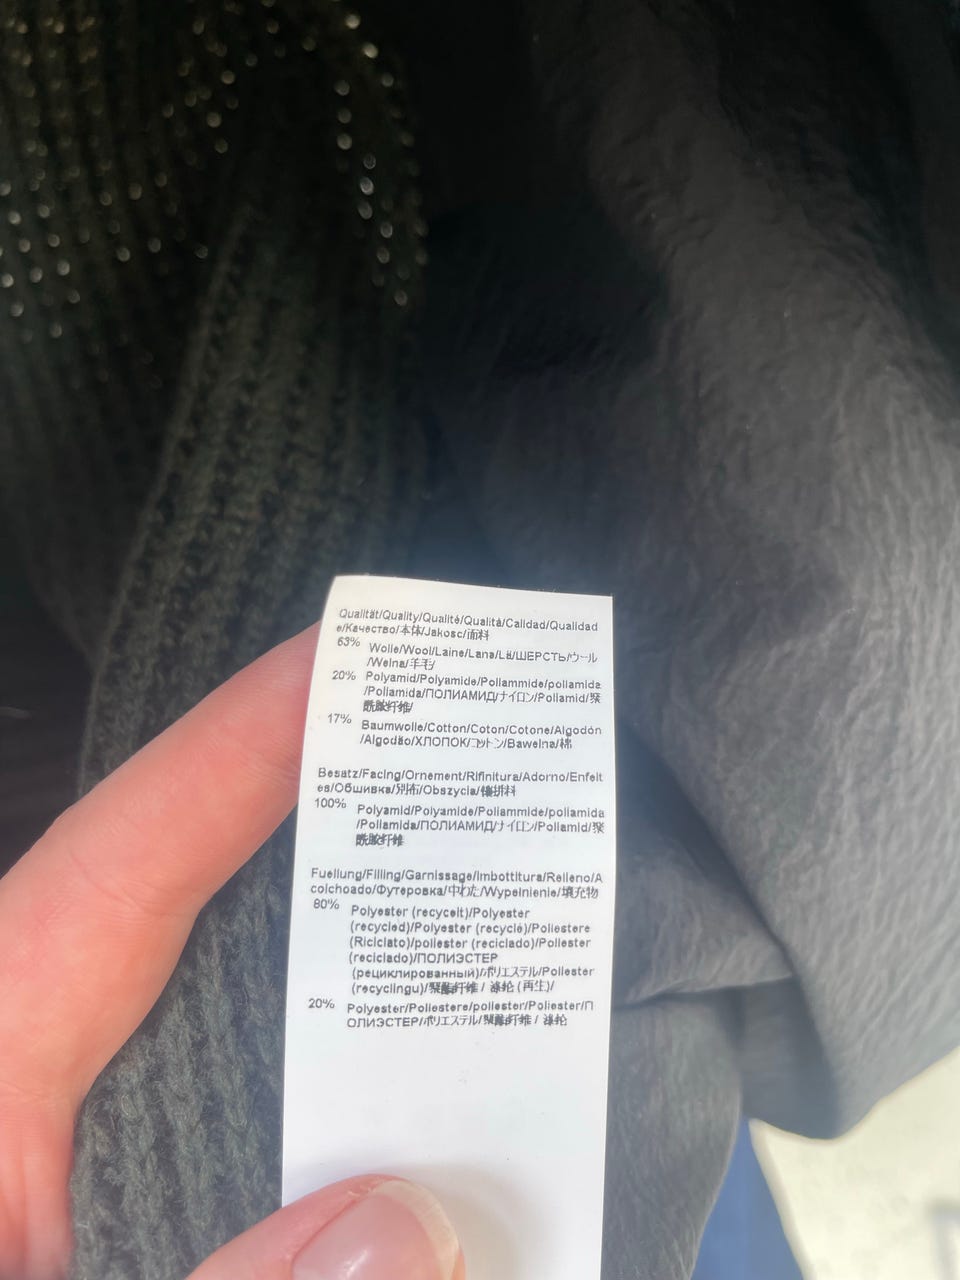 Qualität/Quality/Qualité/Qualità/Calidad/Qualidad
e/Качество/本体/Jakosc/面料
63% Wolle/Wool/Laine/Lana/Lã/ШЕРСТЬ/ウール
/Welna/羊毛/
20% Polyamid/Polyamide/Poliammide/poliamida
/Poliamida/ПОЛИАМИД/ナイロン/Poliamid/聚
酰胺纤维/
17% Baumwolle/Cotton/Coton/Cotone/Algodón
/Algodão/ХЛОПОК/コットン/Bawelna/棉
Besatz/Facing/Ornement/Rifinitura/Adorno/Enfeit
es/Обшивка/別布/Obszycia/镶拼料
100% Polyamid/Polyamide/Poliammide/poliamida
/Poliamida/ПОЛИАМИД/ナイロン/Poliamid/聚
酰胺纤维
Fuellung/Filling/Garnissage/Imbottitura/Relleno/A
colchoado/Футеровка/中わた/Wypelnienie/填充物
80% Polyester (recycelt)/Polyester
(recycled)/Polyester (recyclé)/Poliestere
(Riciclato)/poliester (reciclado)/Poliester
(reciclado)/ПОЛИЭСТЕР
(рециклированный)/ポリエステル/Poliester
(recyclingu)/聚酯纤维 / 涤纶 (再生)/
20% Polyester/Poliestere/poliester/Poliester/П
ОЛИЭСТЕР/ポリエステル/聚酯纤维 / 涤纶